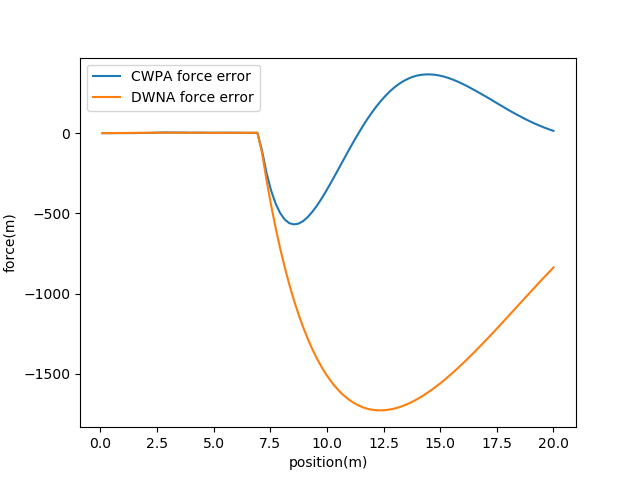 CWPA force error
DWNA force error
0
−500
−1000
−1500
force(m)
0.0 2.5 5.0 7.5 10.0 12.5 15.0 17.5 20.0
position(m)